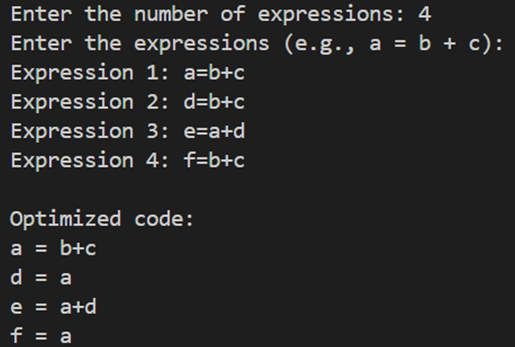 Enter the number of expressions: 4
Enter the expressions (e.g., a = b + c):
Expression 1: a=b+c
Expression 2: d=b+c
Expression 3: e=a+d
Expression 4: f=b+c
Optimized code:
a = b+c
d = a
e = a+d
f = a